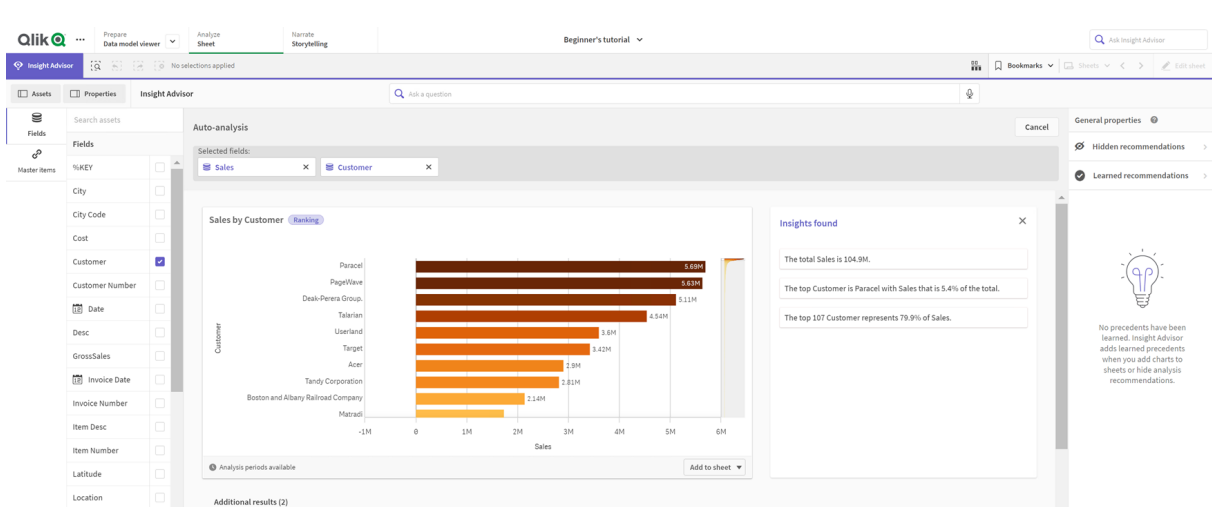 Qlik
Prepare
Data model viewer
Analyze
Sheet
Narrate
Storytelling
Beginner's tutorial
Ask Insight Advisor
Insight Advisor
No selections applied
Bookmarks
Sheets
Edit sheet
Assets
Properties
Insight Advisor
Ask a question
Fields
Master items
Search assets
Fields
%KEY
City
City Code
Cost
Customer
Customer Number
Date
Desc
GrossSales
Invoice Date
Invoice Number
Item Desc
Item Number
Latitude
Location
Auto-analysis
Cancel
Selected fields:
Sales
Customer
Sales by Customer Ranking
Customer
Paracel 5.69M
PageWave 5.63M
Deak-Perera Group. 5.11M
Talarian 4.54M
Userland 3.6M
Target 3.42M
Acer 2.9M
Tandy Corporation 2.81M
Boston and Albany Railroad Company 2.14M
Matradi
-1M 0 1M 2M 3M 4M 5M 6M
Sales
Analysis periods available
Add to sheet
Additional results (2)
Insights found
The total Sales is 104.9M.
The top Customer is Paracel with Sales that is 5.4% of the total.
The top 107 Customer represents 79.9% of Sales.
General properties
Hidden recommendations
Learned recommendations
No precedents have been
learned. Insight Advisor
adds learned precedents
when you add charts to
sheets or hide analysis
recommendations.